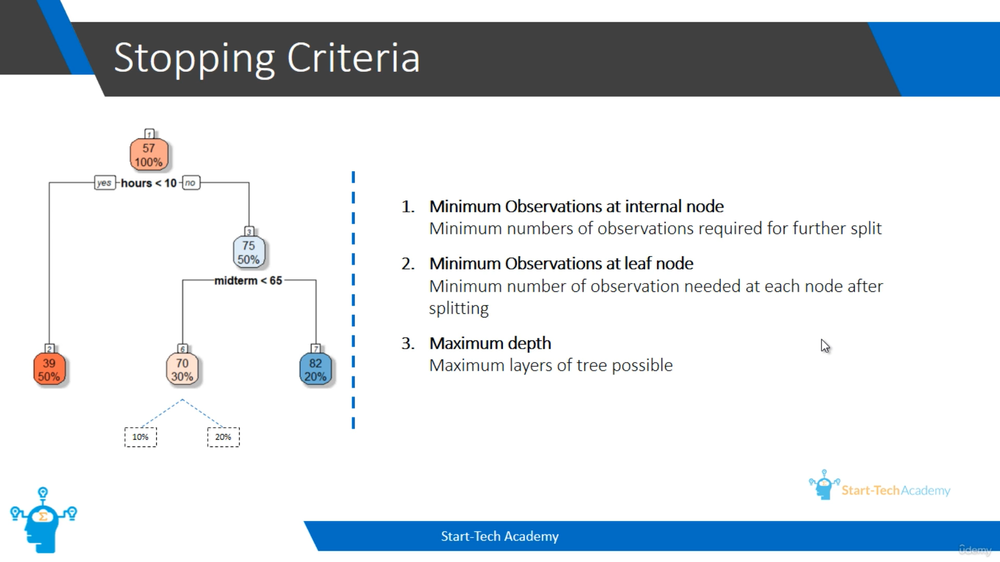 Stopping Criteria
1
57
100%
yes hours < 10 no
3
75
50%
midterm < 65
2
39
50%
6
70
30%
7
82
20%
10%
20%
1. Minimum Observations at internal node
Minimum numbers of observations required for further split
2. Minimum Observations at leaf node
Minimum number of observation needed at each node after
splitting
3. Maximum depth
Maximum layers of tree possible
Σ
Start-Tech Academy
Σ
Start-Tech Academy
ûdemy